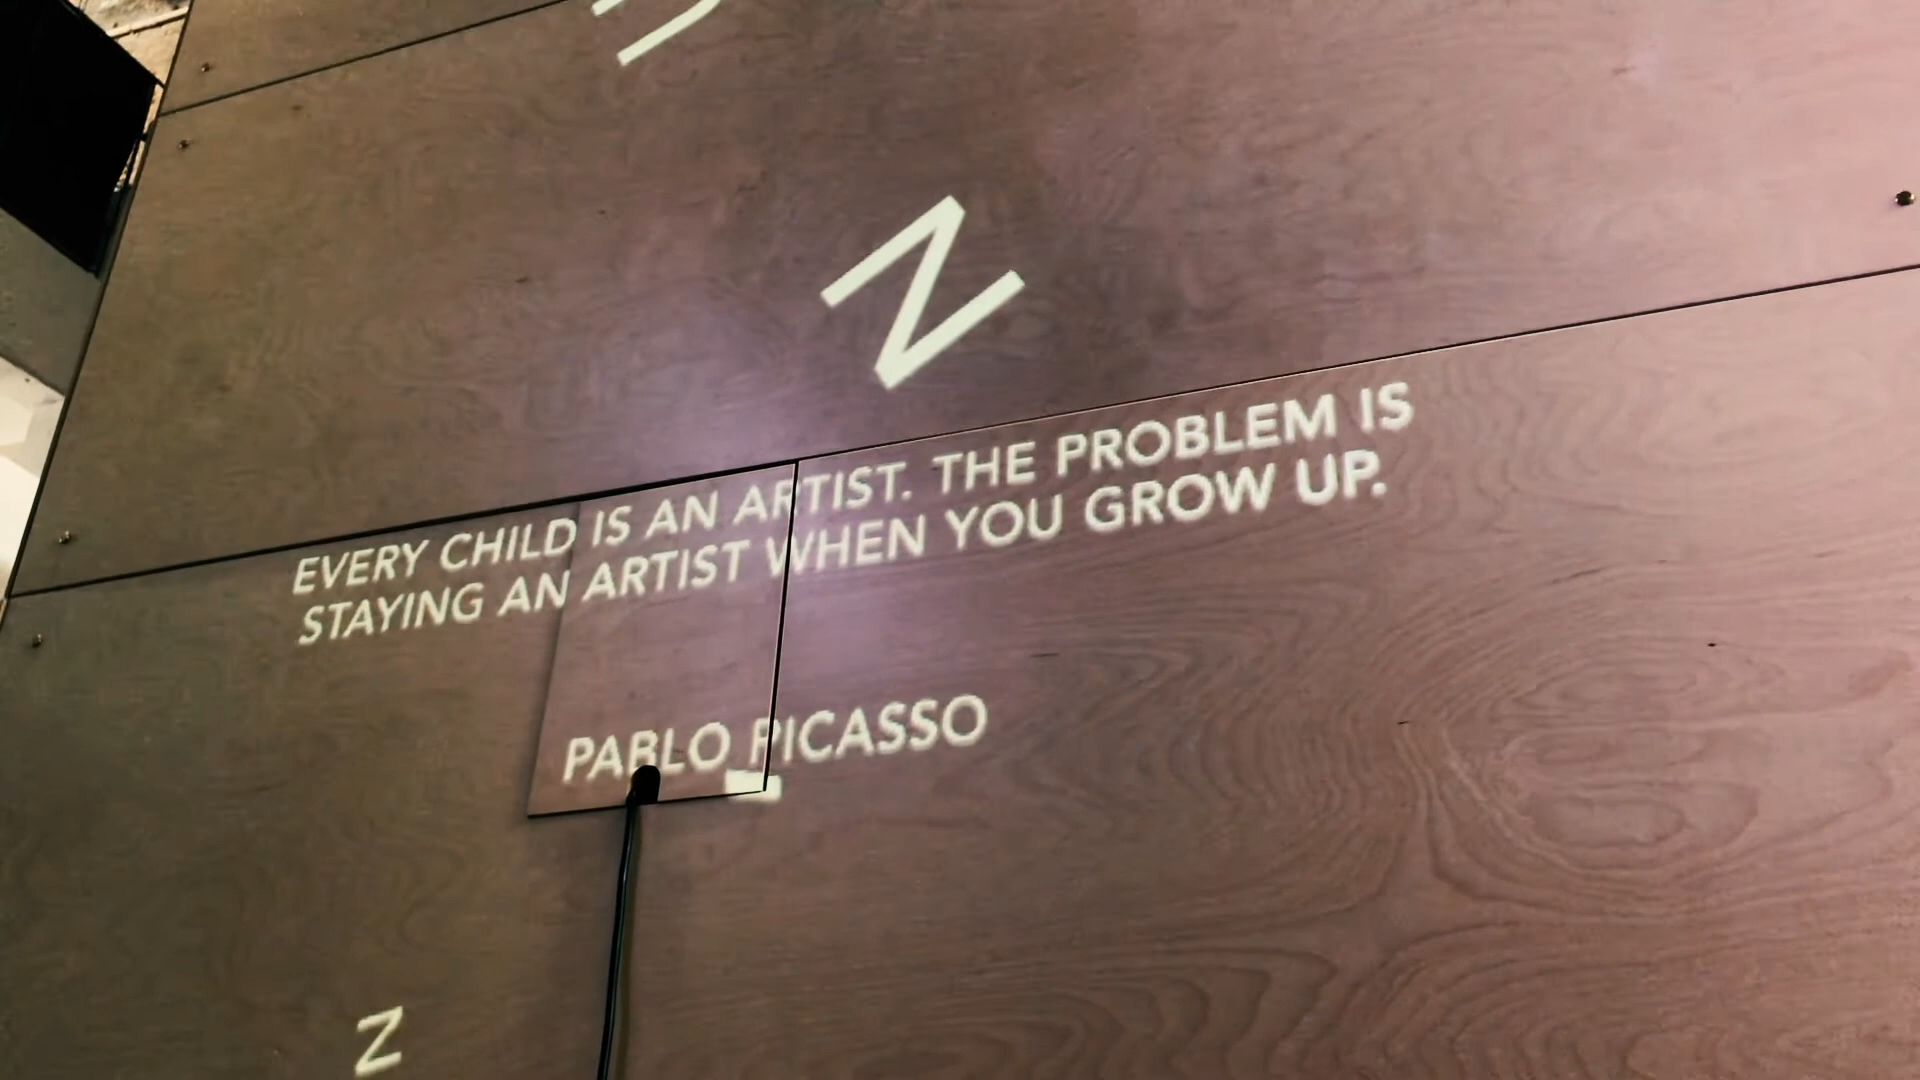 N
EVERY CHILD IS AN ARTIST. THE PROBLEM IS
STAYING AN ARTIST WHEN YOU GROW UP.
PABLO PICASSO
Z